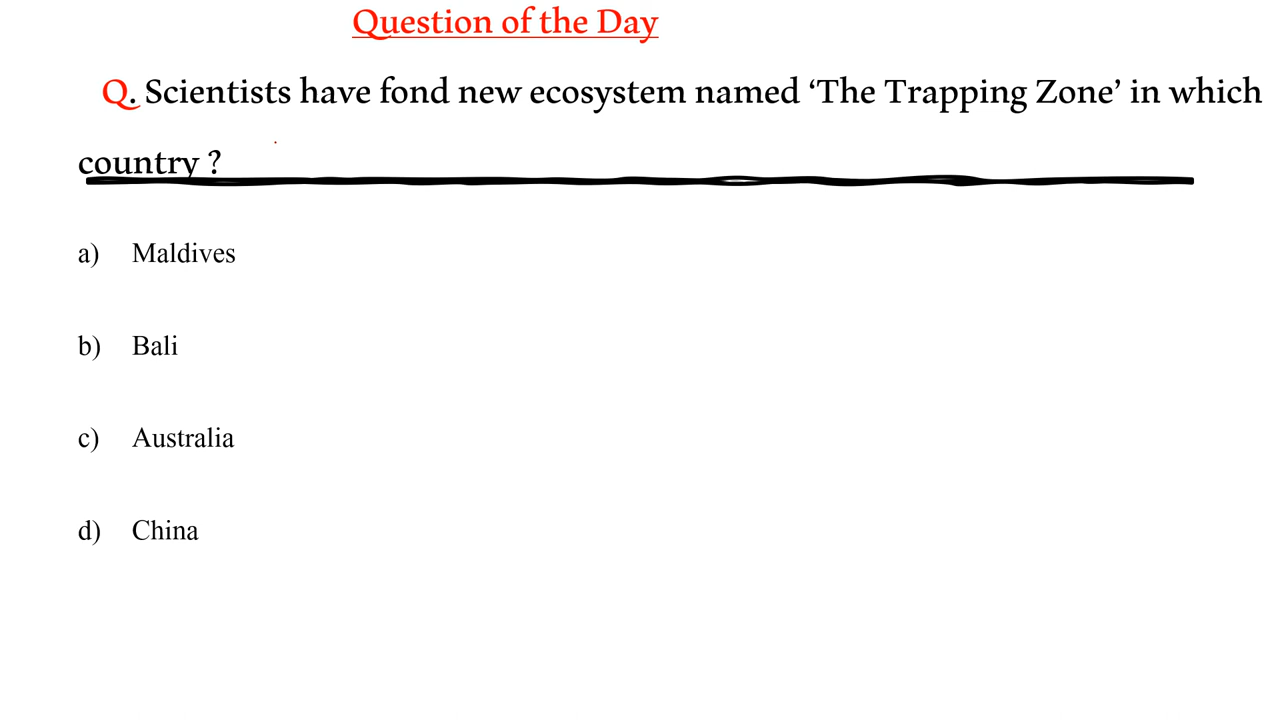 Question of the Day
Q. Scientists have fond new ecosystem named ‘The Trapping Zone’ in which
country ?
a) Maldives
b) Bali
c) Australia
d) China